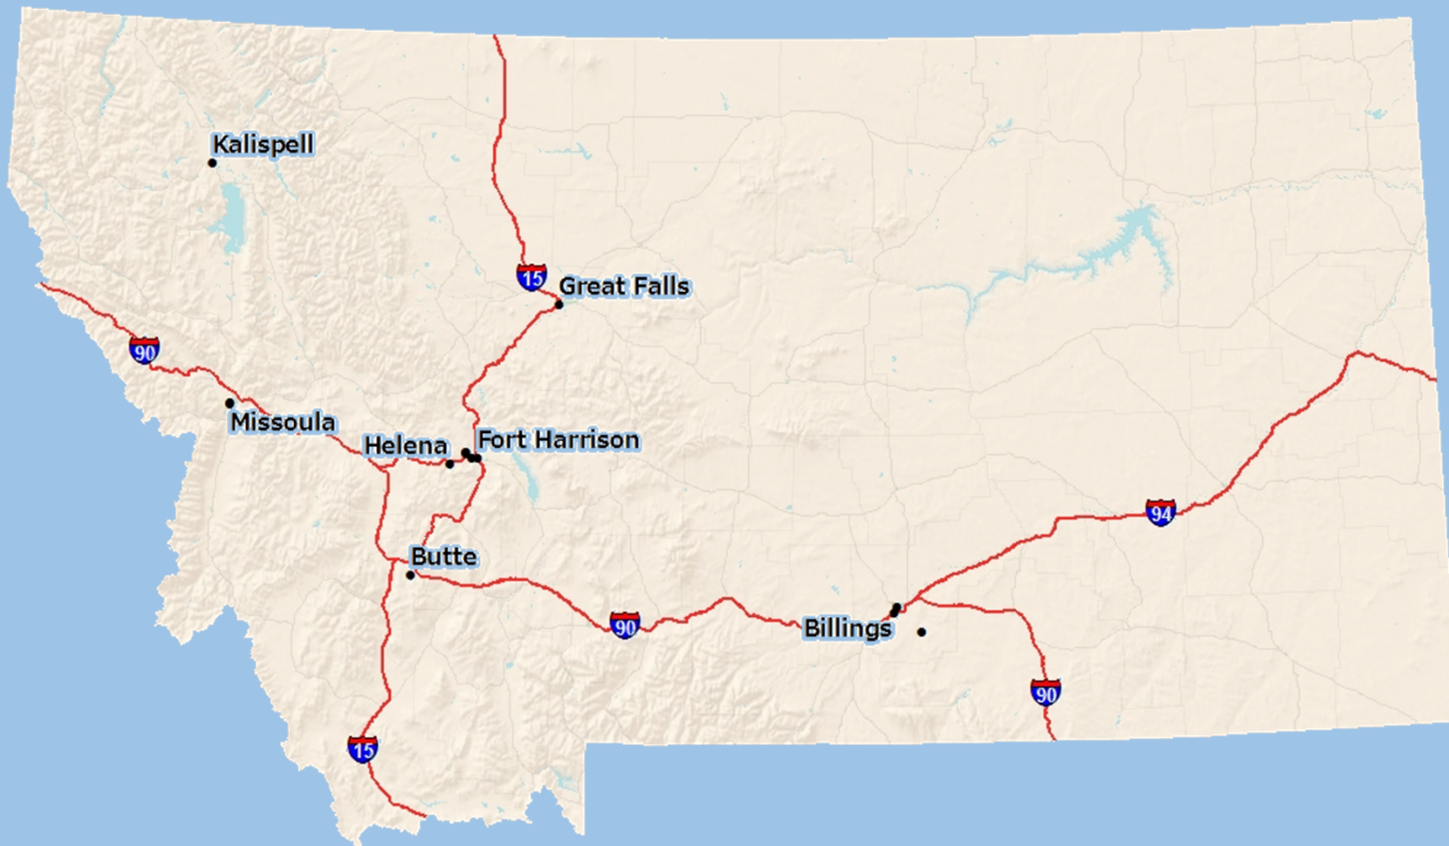 Kalispell
15
Great Falls
90
Missoula
Helena
Fort Harrison
94
Butte
90
Billings
90
15